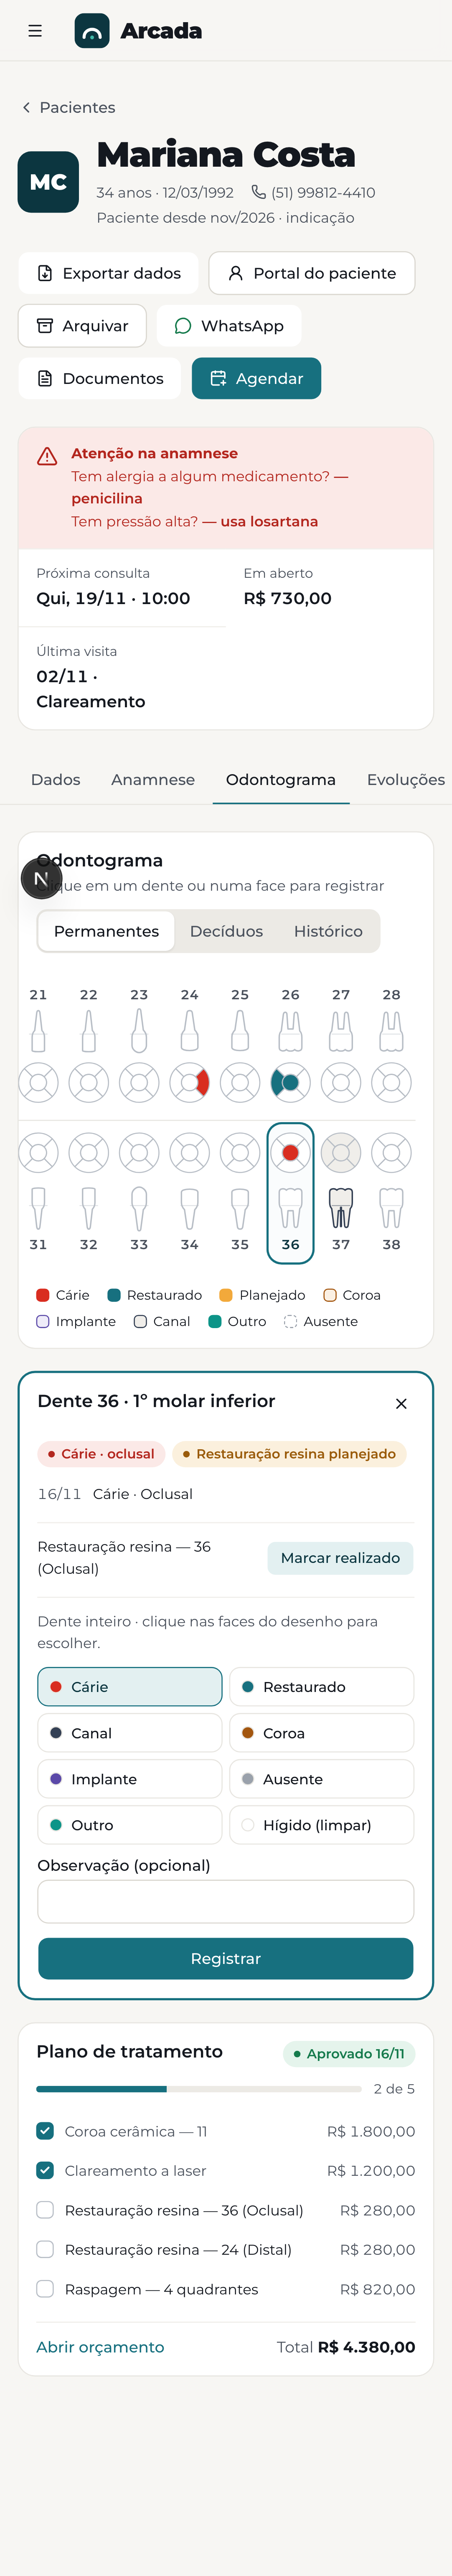 Arcada
Pacientes
MC
Mariana Costa
34 anos · 12/03/1992 (51) 99812-4410
Paciente desde nov/2026 · indicação
Exportar dados
Portal do paciente
Arquivar
WhatsApp
Documentos
Agendar
Atenção na anamnese
Tem alergia a algum medicamento? —
penicilina
Tem pressão alta? — usa losartana
Próxima consulta
Qui, 19/11 · 10:00
Em aberto
R$ 730,00
Última visita
02/11 ·
Clareamento
Dados Anamnese Odontograma Evoluções
Odontograma
N
que em um dente ou numa face para registrar
Permanentes Decíduos Histórico
21 22 23 24 25 26 27 28
31 32 33 34 35 36 37 38
Cárie Restaurado Planejado Coroa
Implante Canal Outro Ausente
Dente 36 · 1º molar inferior
Cárie · oclusal
Restauração resina planejado
16/11 Cárie · Oclusal
Restauração resina — 36
(Oclusal)
Marcar realizado
Dente inteiro · clique nas faces do desenho para
escolher.
Cárie Restaurado
Canal Coroa
Implante Ausente
Outro Hígido (limpar)
Observação (opcional)
Registrar
Plano de tratamento
Aprovado 16/11
2 de 5
Coroa cerâmica — 11 R$ 1.800,00
Clareamento a laser R$ 1.200,00
Restauração resina — 36 (Oclusal) R$ 280,00
Restauração resina — 24 (Distal) R$ 280,00
Raspagem — 4 quadrantes R$ 820,00
Abrir orçamento
Total R$ 4.380,00